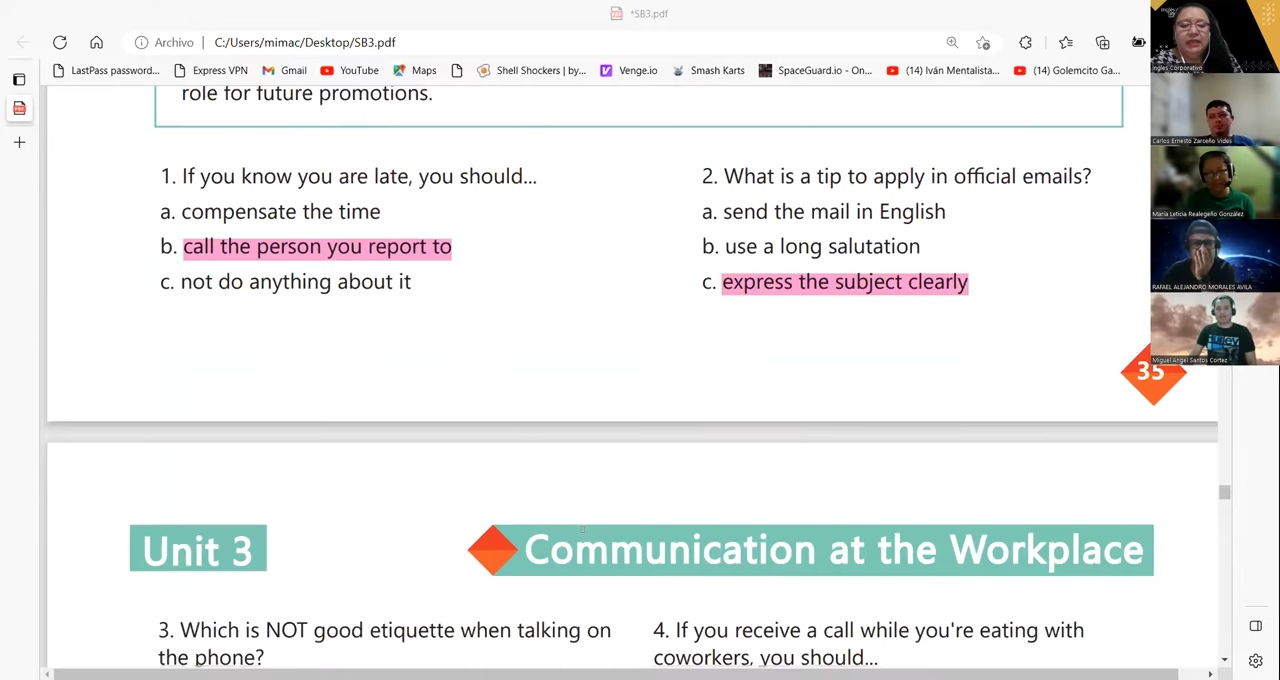 *SB3.pdf
Archivo
C:/Users/mimac/Desktop/SB3.pdf
LastPass password...
Express VPN
Gmail
YouTube
Maps
Shell Shockers | by...
Venge.io
Smash Karts
SpaceGuard.io - On...
(14) Iván Mentalista...
(14) Golemcito Ga...
role for future promotions.
1. If you know you are late, you should...
a. compensate the time
b. call the person you report to
c. not do anything about it
2. What is a tip to apply in official emails?
a. send the mail in English
b. use a long salutation
c. express the subject clearly
35
Unit 3
Communication at the Workplace
3. Which is NOT good etiquette when talking on
the phone?
4. If you receive a call while you're eating with
coworkers, you should...
Ingles Corporativo
Carlos Ernesto Zarceño Vides
María Leticia Realegeño González
RAFAEL ALEJANDRO MORALES AVILA
Miguel Angel Santos Cortez